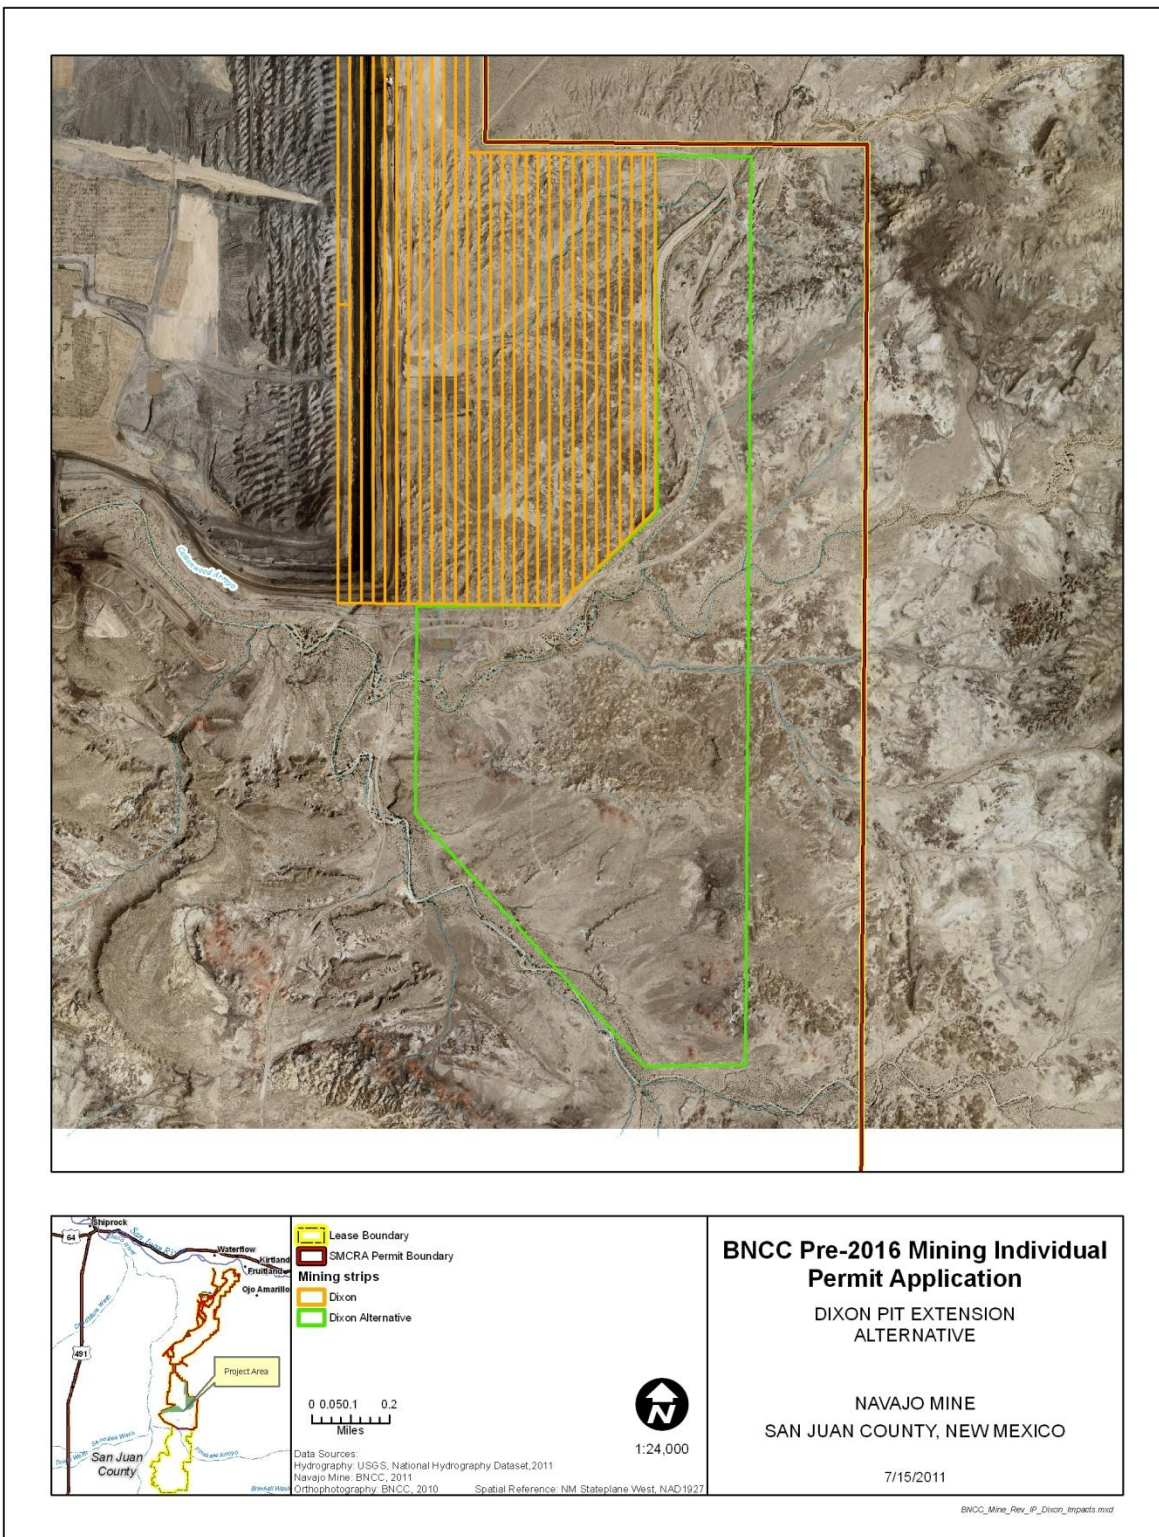 Cottonwood Arroyo
Shiprock
64
San Juan River
Waterflow
Kirtland
Fruitland
Ojo Amarillo
491
Project Area
San Juan
County
Lease Boundary
SMCRA Permit Boundary
Mining strips
Dixon
Dixon Alternative
0 0.050.1 0.2
Miles
N
1:24,000
Data Sources:
Hydrography: USGS, National Hydrography Dataset,2011
Navajo Mine: BNCC, 2011
Orthophotography: BNCC, 2010
Spatial Reference: NM Stateplane West, NAD1927
BNCC Pre-2016 Mining Individual
Permit Application
DIXON PIT EXTENSION
ALTERNATIVE
NAVAJO MINE
SAN JUAN COUNTY, NEW MEXICO
7/15/2011
BNCC_Mine_Rev_IP_Dixon_Impacts.mxd